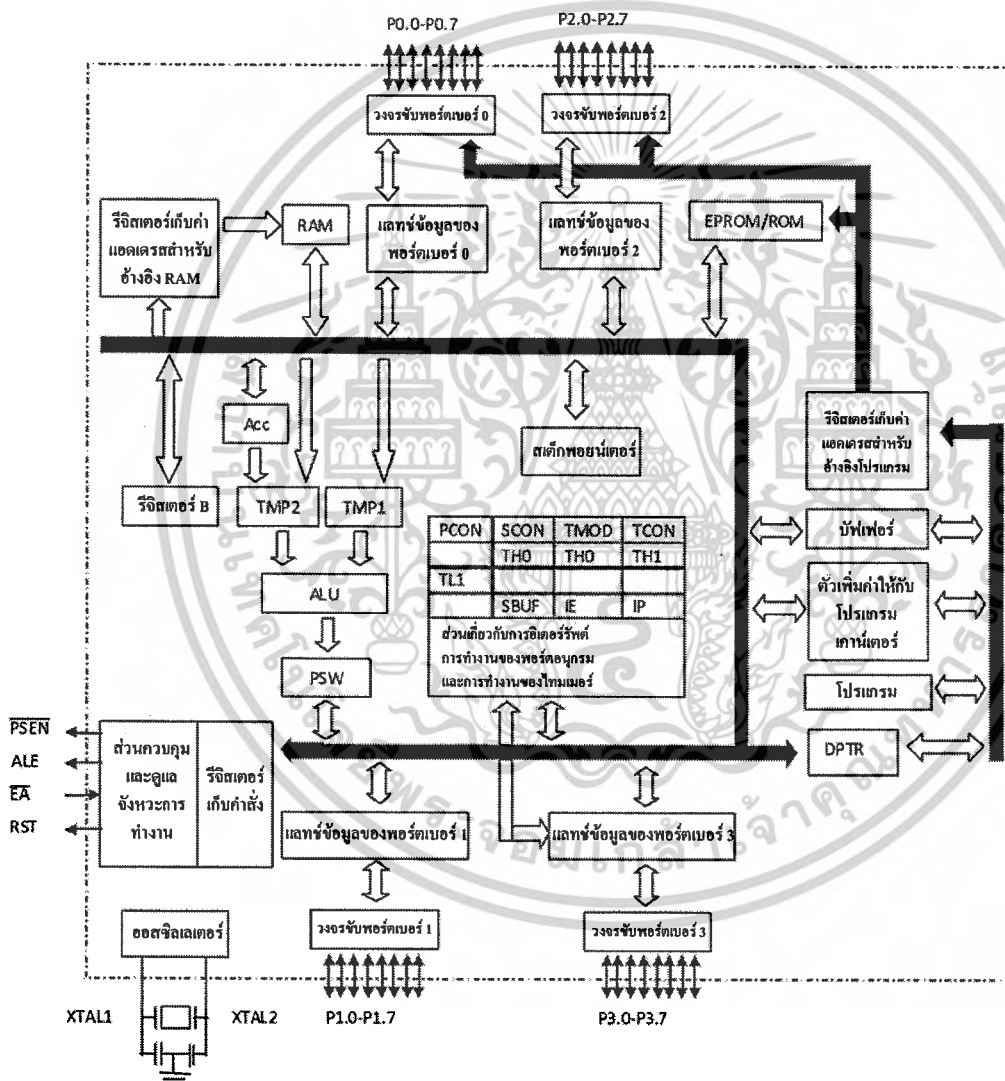 P0.0-P0.7
P2.0-P2.7
วงจรขับพอร์ตเบอร์ 0
วงจรขับพอร์ตเบอร์ 2
รีจิสเตอร์เก็บค่า
แอดเดรสสำหรับ
อ้างอิง RAM
RAM
แลทช์ข้อมูลของ
พอร์ตเบอร์ 0
แลทช์ข้อมูลของ
พอร์ตเบอร์ 2
EPROM/ROM
Acc
สเต็กพอยน์เตอร์
รีจิสเตอร์เก็บค่า
แอดเดรสสำหรับ
อ้างอิงโปรแกรม
รีจิสเตอร์ B
TMP2
TMP1
PCON SCON TMOD TCON
TH0 TH0 TH1
TL1
SBUF IE IP
ส่วนเกี่ยวกับการอิเตอร์รัพต์
การทำงานของพอร์ตอนุกรม
และการทำงานของไทมเมอร์
บัฟเฟอร์
ตัวเพิ่มค่าให้กับ
โปรแกรม
เกาน์เตอร์
ALU
PSW
โปรแกรม
DPTR
PSEN
ALE
EA
RST
ส่วนควบคุม
และดูแล
จังหวะการ
ทำงาน
รีจิสเตอร์
เก็บคำสั่ง
แลทช์ข้อมูลของพอร์ตเบอร์ 1
แลทช์ข้อมูลของพอร์ตเบอร์ 3
ออสซิลเลเตอร์
วงจรขับพอร์ตเบอร์ 1
วงจรขับพอร์ตเบอร์ 3
XTAL1
XTAL2
P1.0-P1.7
P3.0-P3.7